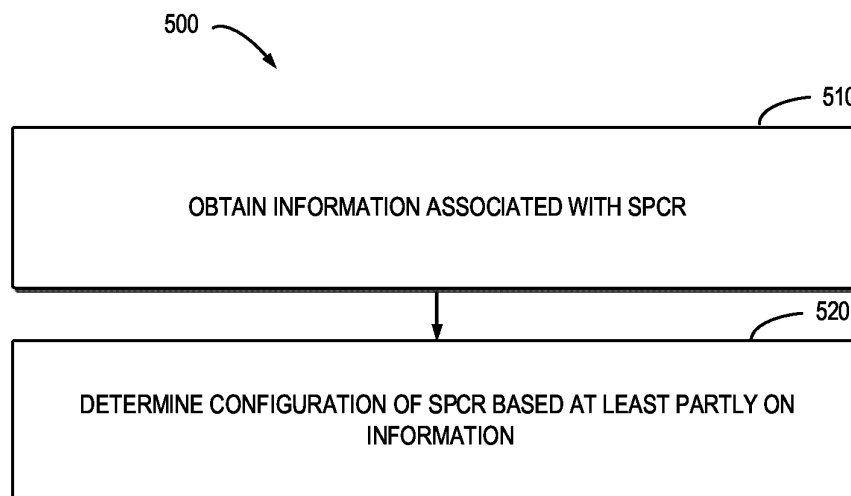 500
510
OBTAIN INFORMATION ASSOCIATED WITH SPCR
520
DETERMINE CONFIGURATION OF SPCR BASED AT LEAST PARTLY ON
INFORMATION